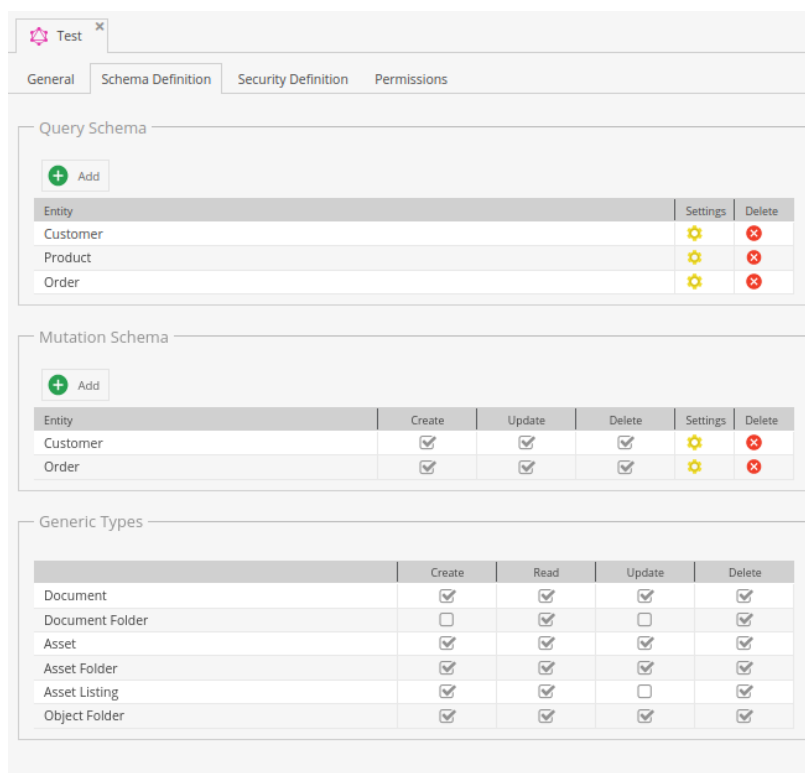 Test
General Schema Definition Security Definition Permissions
Query Schema
Add
Entity Settings Delete
Customer
Product
Order
Mutation Schema
Add
Entity Create Update Delete Settings Delete
Customer
Order
Generic Types
Create Read Update Delete
Document
Document Folder
Asset
Asset Folder
Asset Listing
Object Folder